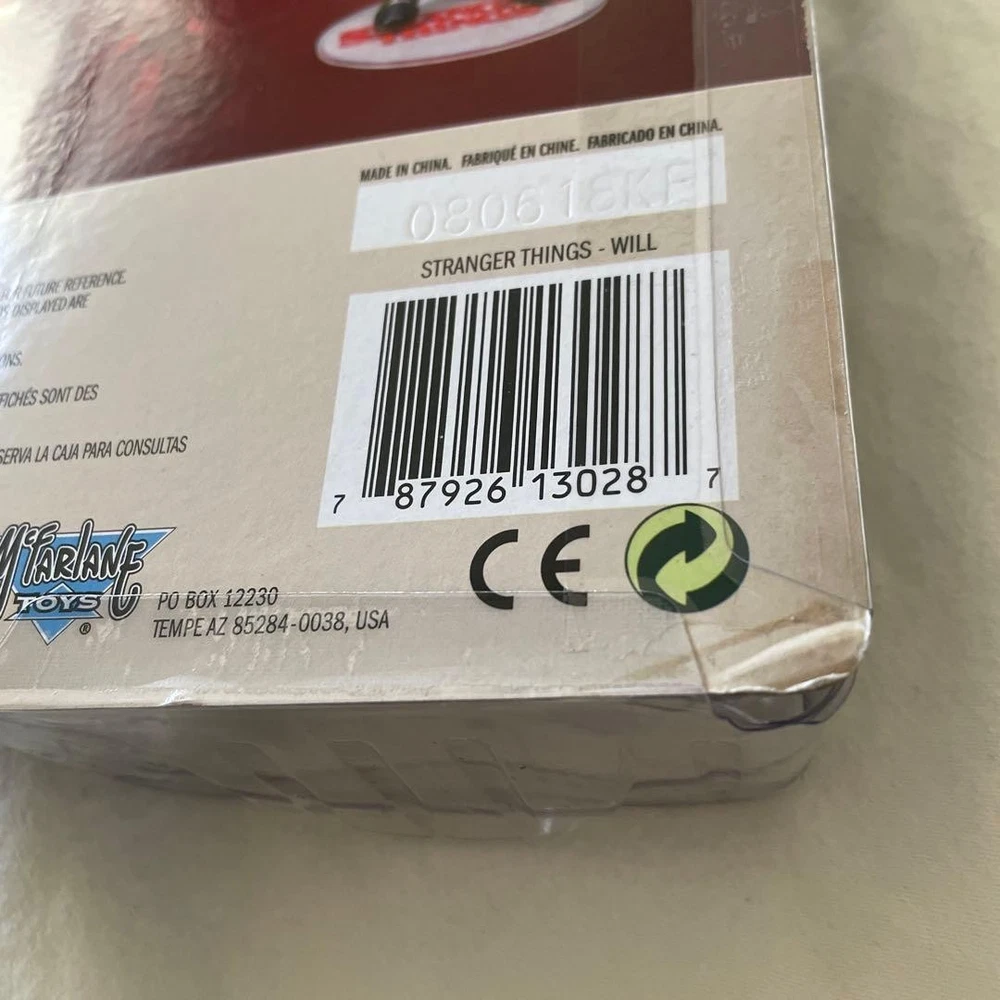 MADE IN CHINA. FABRIQUÉ EN CHINE. FABRICADO EN CHINA.
080618KF
STRANGER THINGS - WILL
FUTURE REFERENCE.
DISPLAYED ARE
ONS.
FICHÉS SONT DES
SERVA LA CAJA PARA CONSULTAS
7 87926 13028 7
McFARLANE
TOYS
®
PO BOX 12230
TEMPE AZ 85284-0038, USA
CE